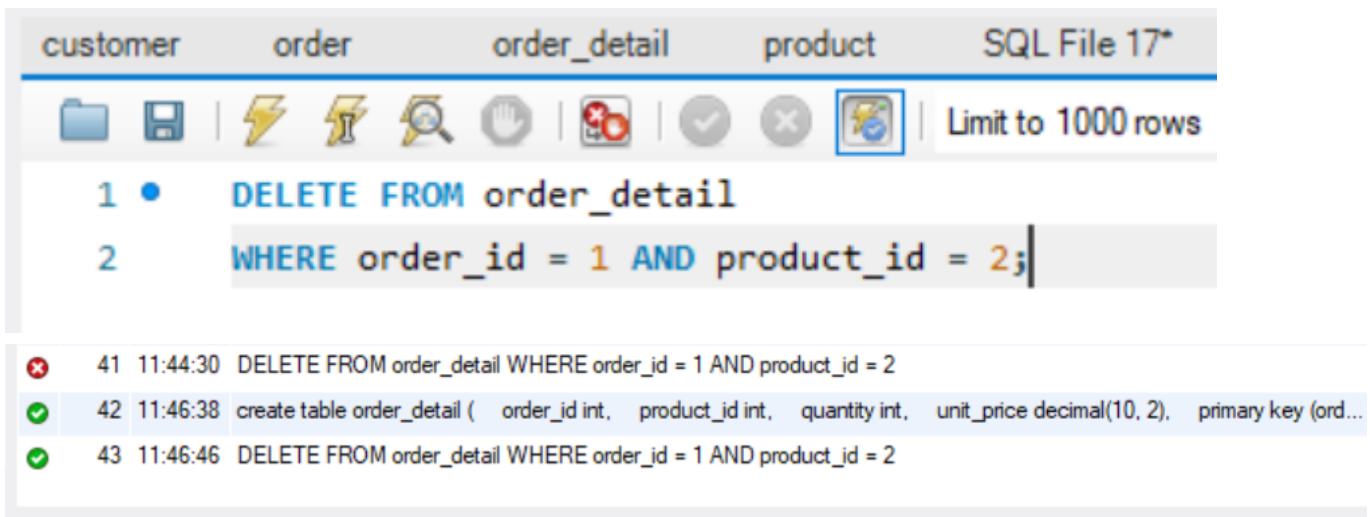 customer order order_detail product SQL File 17*
Limit to 1000 rows
1 DELETE FROM order_detail
2 WHERE order_id = 1 AND product_id = 2;
41 11:44:30 DELETE FROM order_detail WHERE order_id = 1 AND product_id = 2
42 11:46:38 create table order_detail ( order_id int, product_id int, quantity int, unit_price decimal(10, 2), primary key (ord...
43 11:46:46 DELETE FROM order_detail WHERE order_id = 1 AND product_id = 2